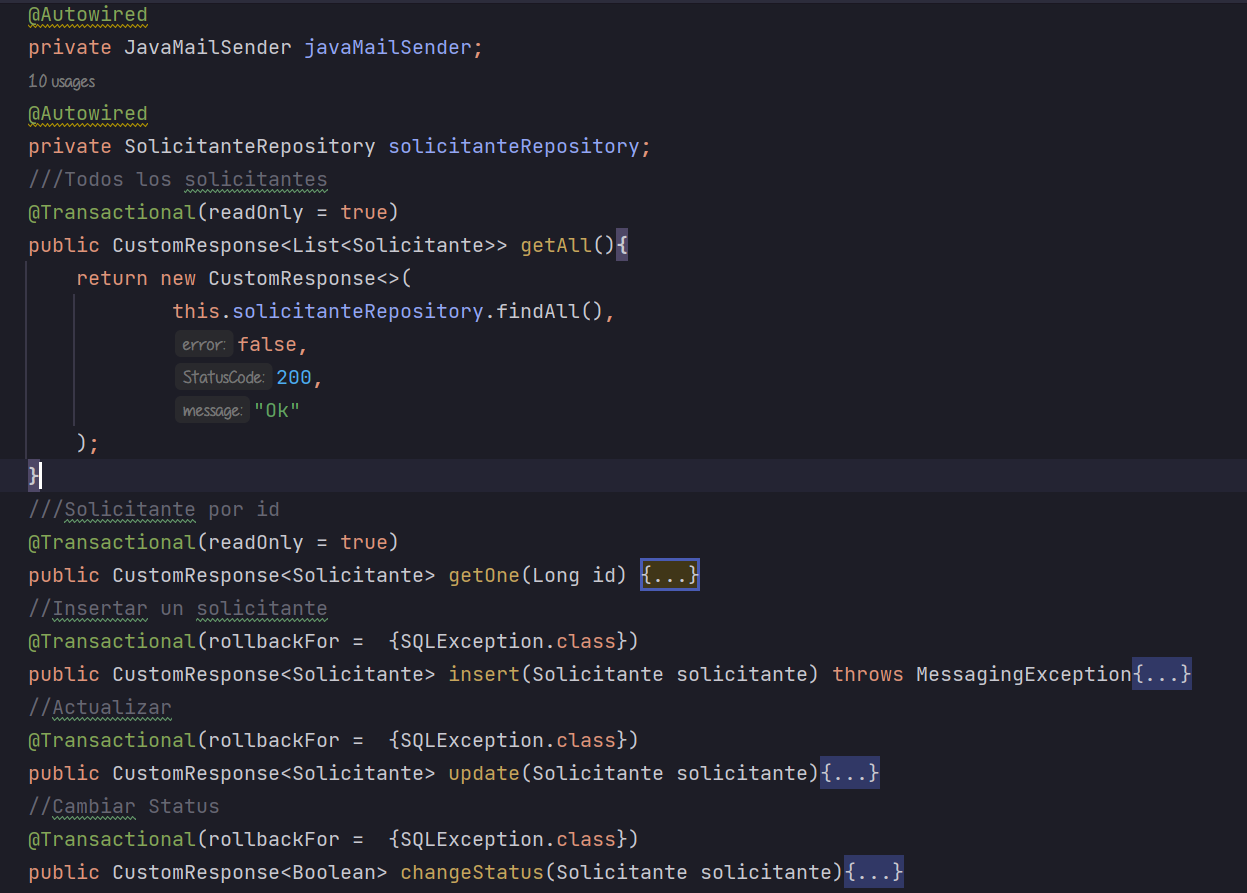 @Autowired
private JavaMailSender javaMailSender;
10 usages
@Autowired
private SolicitanteRepository solicitanteRepository;
///Todos los solicitantes
@Transactional(readOnly = true)
public CustomResponse<List<Solicitante>> getAll(){
return new CustomResponse<>(
this.solicitanteRepository.findAll(),
error: false,
StatusCode: 200,
message: "Ok"
);
}
///Solicitante por id
@Transactional(readOnly = true)
public CustomResponse<Solicitante> getOne(Long id) {...}
//Insertar un solicitante
@Transactional(rollbackFor =  {SQLException.class})
public CustomResponse<Solicitante> insert(Solicitante solicitante) throws MessagingException{...}
//Actualizar
@Transactional(rollbackFor =  {SQLException.class})
public CustomResponse<Solicitante> update(Solicitante solicitante){...}
//Cambiar Status
@Transactional(rollbackFor =  {SQLException.class})
public CustomResponse<Boolean> changeStatus(Solicitante solicitante){...}